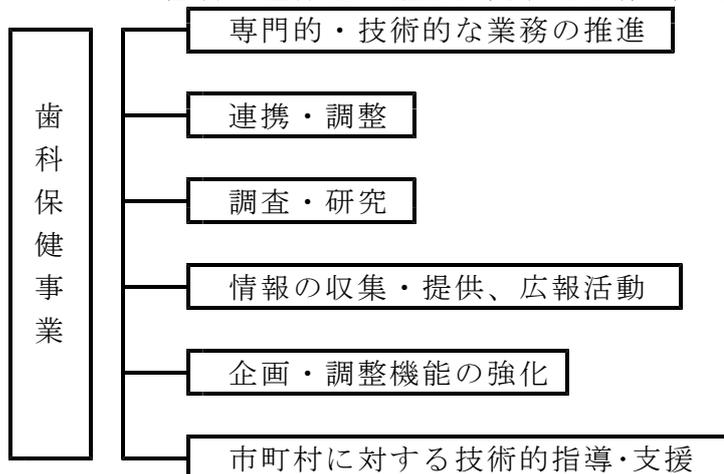 歯科保健事業
専門的・技術的な業務の推進
連携・調整
調査・研究
情報の収集・提供、広報活動
企画・調整機能の強化
市町村に対する技術的指導・支援